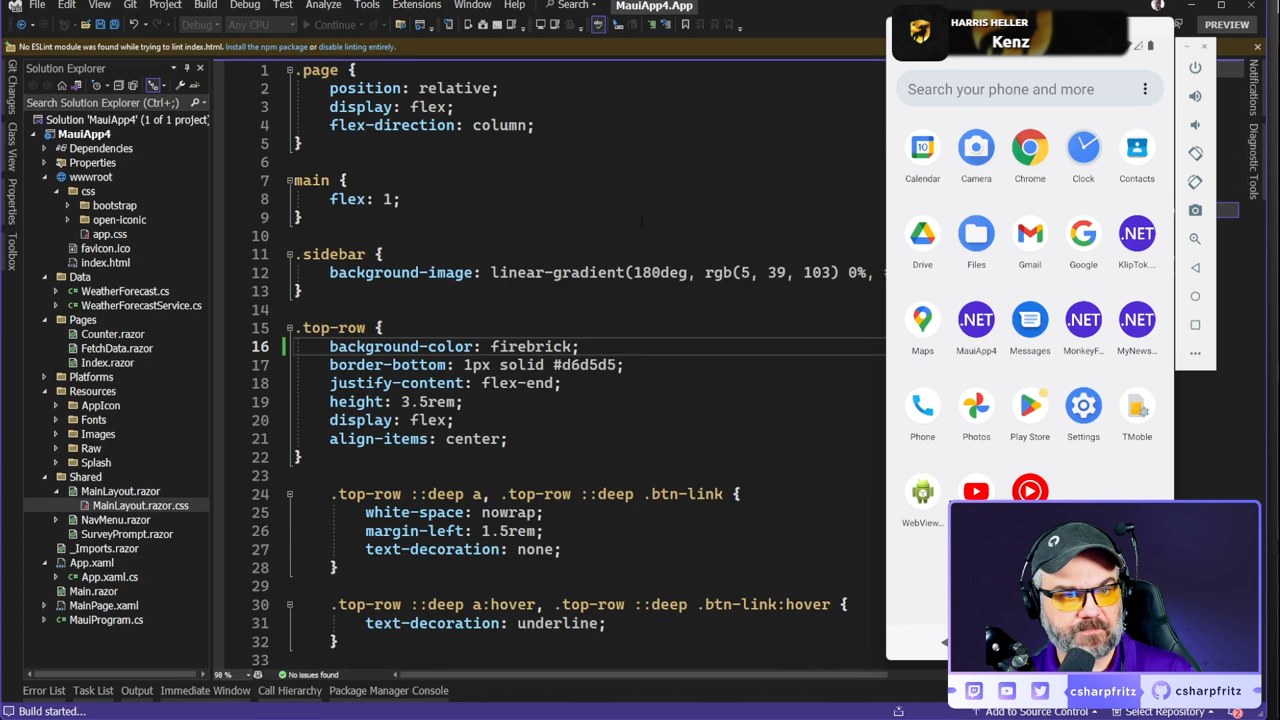 File Edit View Git Project Build Debug Test Analyze Tools Extensions Window Help Search MauiApp4.App
Debug Any CPU PREVIEW
No ESLint module was found while trying to lint index.html. Install the npm package or disable linting entirely.
HARRIS HELLER
Kenz
Git Changes
Class View
Properties
Toolbox
Solution Explorer
Search Solution Explorer (Ctrl+;)
Solution 'MauiApp4' (1 of 1 project)
MauiApp4
Dependencies
Properties
wwwroot
css
bootstrap
open-iconic
app.css
favicon.ico
index.html
Data
WeatherForecast.cs
WeatherForecastService.cs
Pages
Counter.razor
FetchData.razor
Index.razor
Platforms
Resources
AppIcon
Fonts
Images
Raw
Splash
Shared
MainLayout.razor
MainLayout.razor.css
NavMenu.razor
SurveyPrompt.razor
_Imports.razor
App.xaml
App.xaml.cs
Main.razor
MainPage.xaml
MauiProgram.cs
1 .page {
2 position: relative;
3 display: flex;
4 flex-direction: column;
5 }
6
7 main {
8 flex: 1;
9 }
10
11 .sidebar {
12 background-image: linear-gradient(180deg, rgb(5, 39, 103) 0%,
13 }
14
15 .top-row {
16 background-color: firebrick;
17 border-bottom: 1px solid #d6d5d5;
18 justify-content: flex-end;
19 height: 3.5rem;
20 display: flex;
21 align-items: center;
22 }
23
24 .top-row ::deep a, .top-row ::deep .btn-link {
25 white-space: nowrap;
26 margin-left: 1.5rem;
27 text-decoration: none;
28 }
29
30 .top-row ::deep a:hover, .top-row ::deep .btn-link:hover {
31 text-decoration: underline;
32 }
33
98 % No issues found
Search your phone and more
Calendar Camera Chrome Clock Contacts
Drive Files Gmail Google KlipTok...
Maps MauiApp4 Messages MonkeyF... MyNews...
Phone Photos Play Store Settings TMoble
WebView...
Notifications
Diagnostic Tools
csharpfritz csharpfritz
Error List Task List Output Immediate Window Call Hierarchy Package Manager Console
Build started... Add to Source Control Select Repository 2